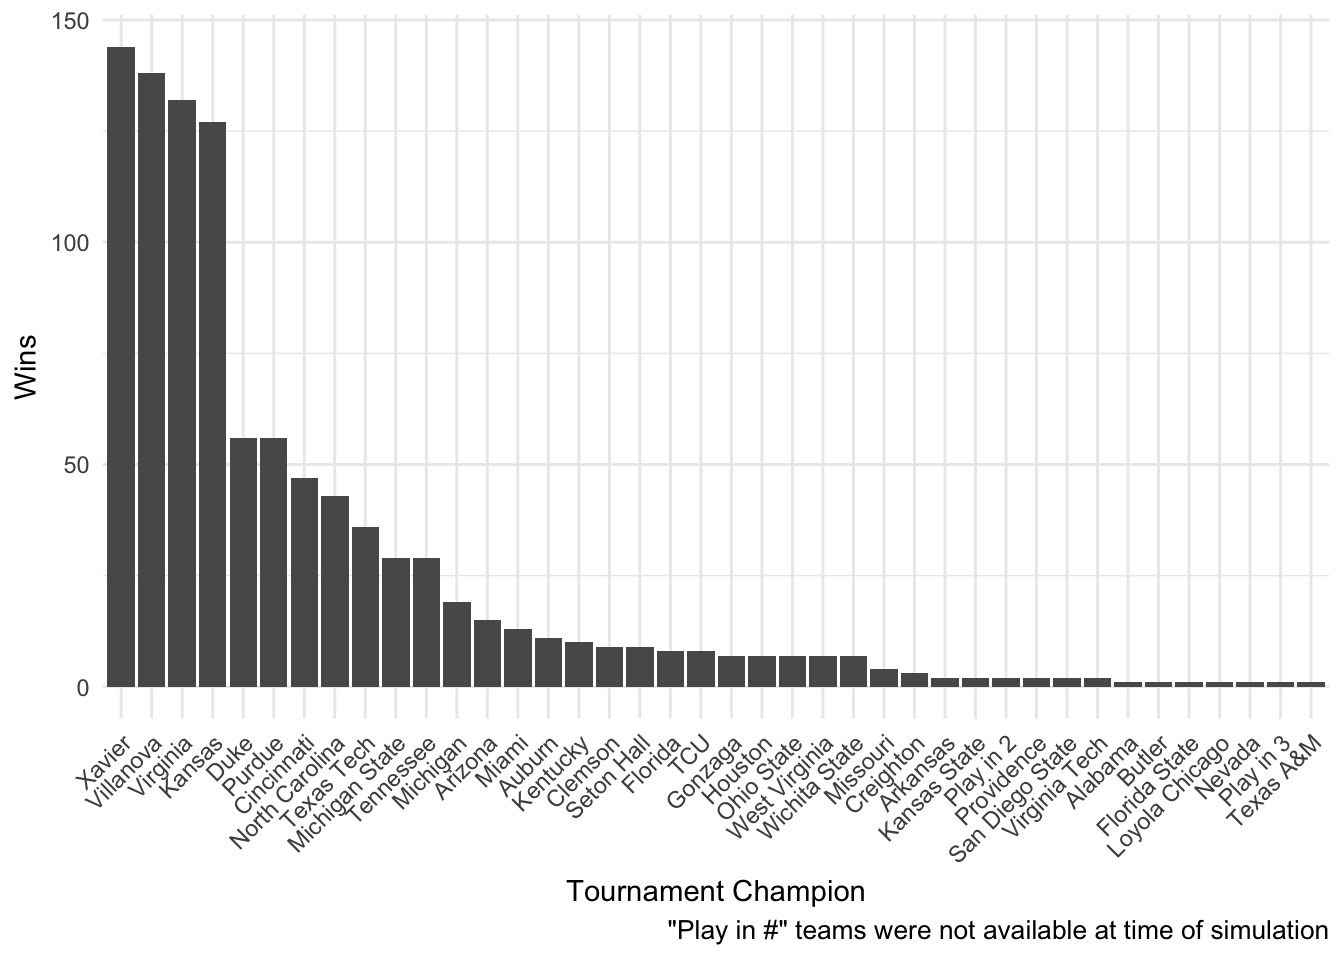 150
100
50
0
Wins
Xavier
Villanova
Virginia
Kansas
Duke
Purdue
Cincinnati
North Carolina
Texas Tech
Michigan State
Tennessee
Michigan
Arizona
Miami
Auburn
Kentucky
Clemson
Seton Hall
Florida
TCU
Gonzaga
Houston
Ohio State
West Virginia
Wichita State
Missouri
Creighton
Arkansas
Kansas State
Play in 2
Providence
San Diego State
Virginia Tech
Alabama
Butler
Florida State
Loyola Chicago
Nevada
Play in 3
Texas A&M
Tournament Champion
"Play in #" teams were not available at time of simulation